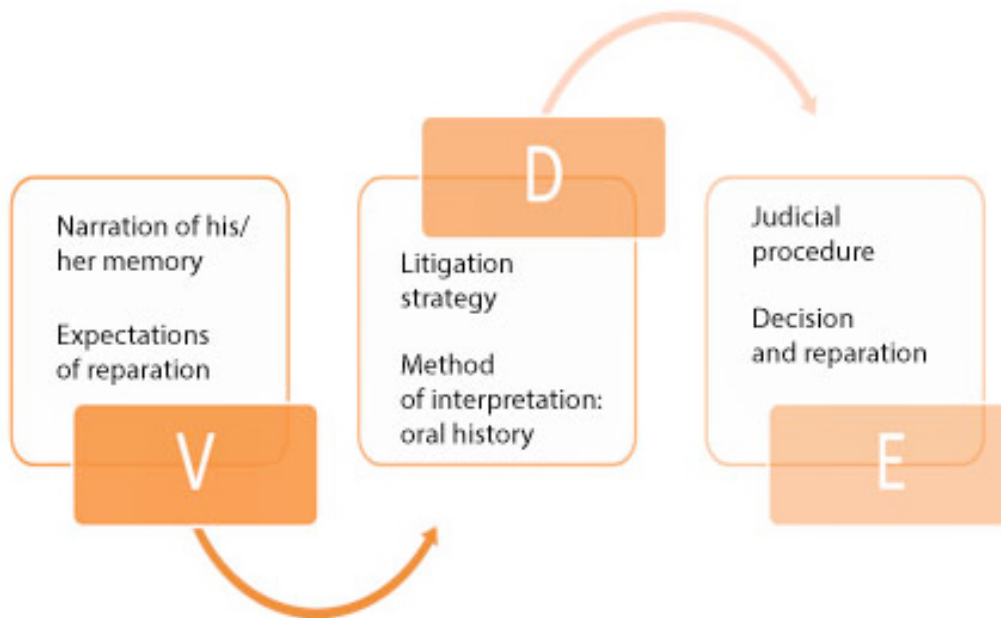 Narration of his/
her memory
Expectations
of reparation
V
D
Litigation
strategy
Method
of interpretation:
oral history
Judicial
procedure
Decision
and reparation
E